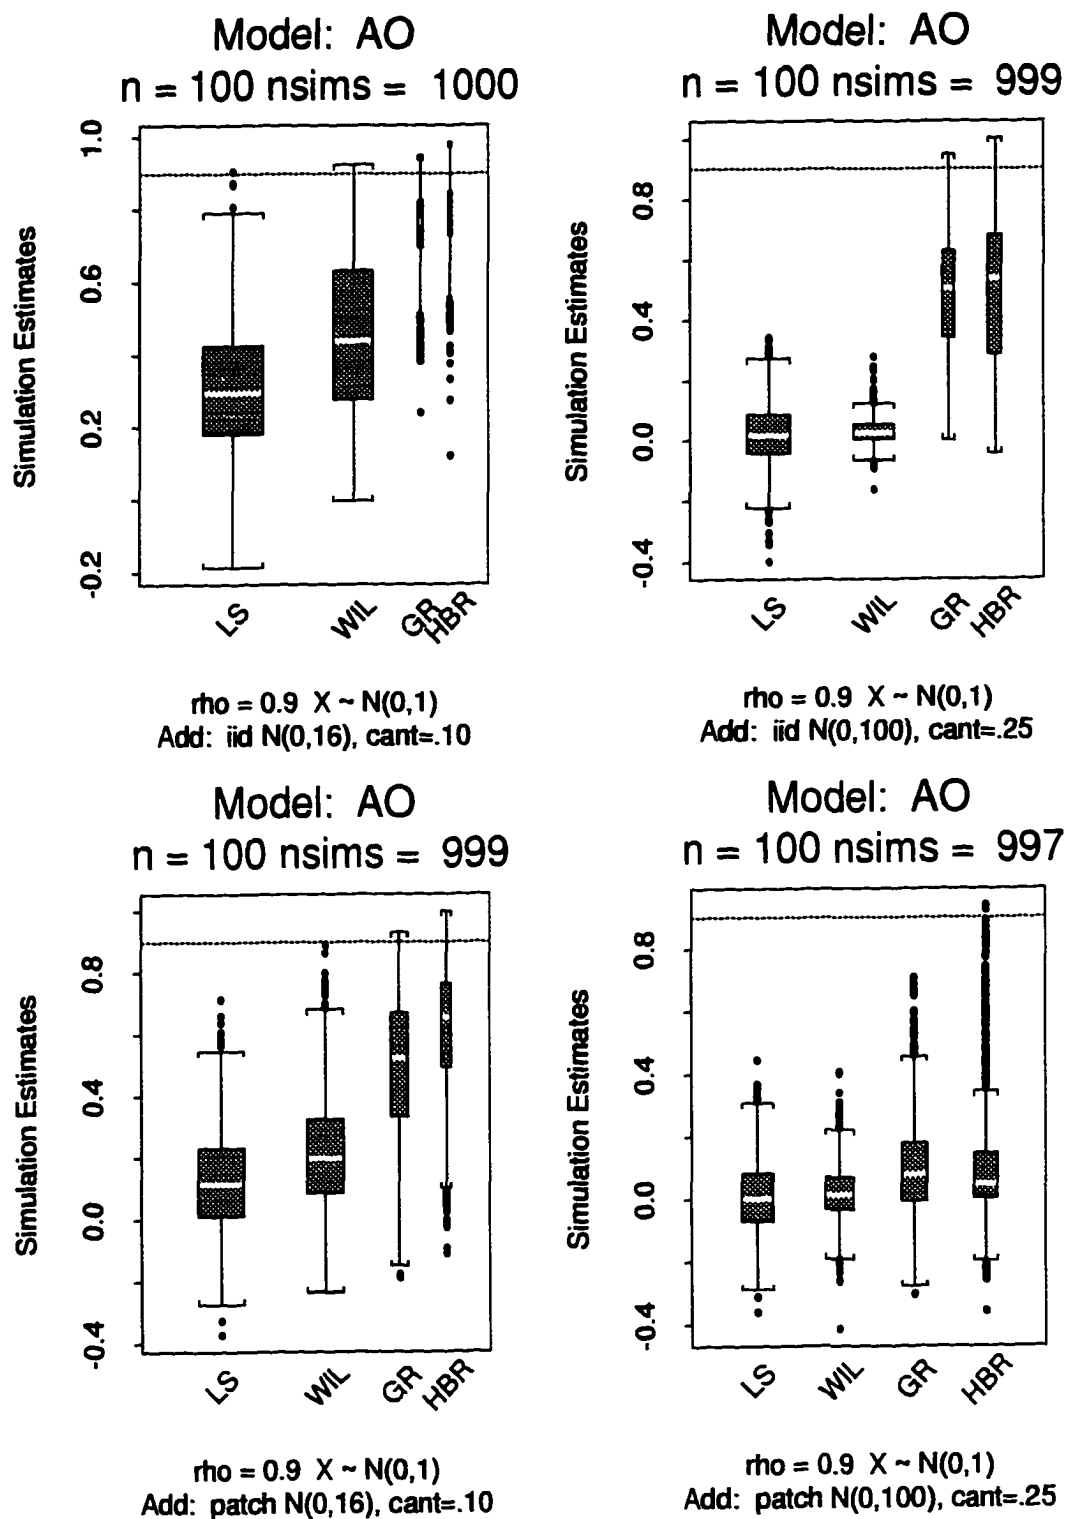 Model: AO
n = 100 nsims = 1000
Simulation Estimates
1.0
0.6
0.2
-0.2
LS
WIL
GR
HBR
rho = 0.9 X ~ N(0,1)
Add: iid N(0,16), cant=.10
Model: AO
n = 100 nsims = 999
Simulation Estimates
0.8
0.4
0.0
-0.4
LS
WIL
GR
HBR
rho = 0.9 X ~ N(0,1)
Add: iid N(0,100), cant=.25
Model: AO
n = 100 nsims = 999
Simulation Estimates
0.8
0.4
0.0
-0.4
LS
WIL
GR
HBR
rho = 0.9 X ~ N(0,1)
Add: patch N(0,16), cant=.10
Model: AO
n = 100 nsims = 997
Simulation Estimates
0.8
0.4
0.0
-0.4
LS
WIL
GR
HBR
rho = 0.9 X ~ N(0,1)
Add: patch N(0,100), cant=.25